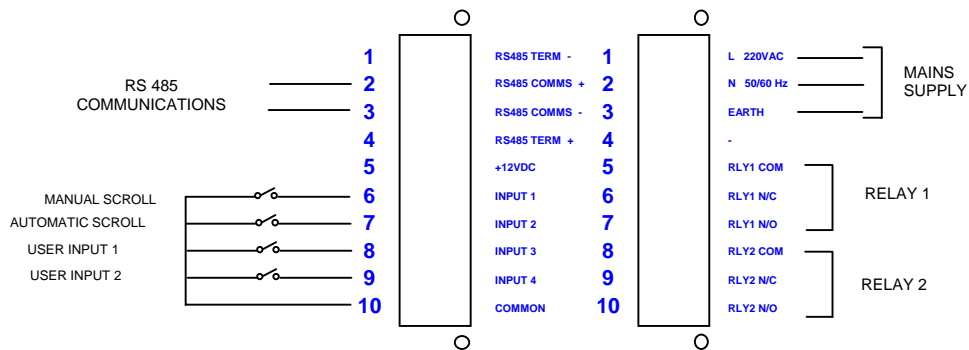 1 RS485 TERM - 1 L 220VAC
RS 485 COMMUNICATIONS
2 RS485 COMMS + 2 N 50/60 Hz
MAINS SUPPLY
3 RS485 COMMS - 3 EARTH
4 RS485 TERM + 4 -
5 +12VDC 5 RLY1 COM
MANUAL SCROLL 6 INPUT 1 6 RLY1 N/C RELAY 1
AUTOMATIC SCROLL 7 INPUT 2 7 RLY1 N/O
USER INPUT 1 8 INPUT 3 8 RLY2 COM
USER INPUT 2 9 INPUT 4 9 RLY2 N/C RELAY 2
10 COMMON 10 RLY2 N/O